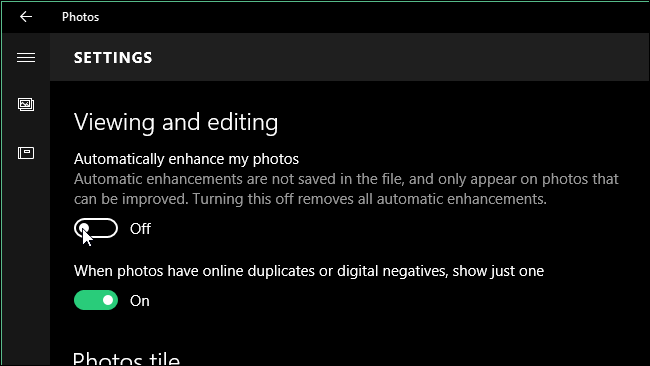 Photos
SETTINGS
Viewing and editing
Automatically enhance my photos
Automatic enhancements are not saved in the file, and only appear on photos that
can be improved. Turning this off removes all automatic enhancements.
Off
When photos have online duplicates or digital negatives, show just one
On
Photos tile